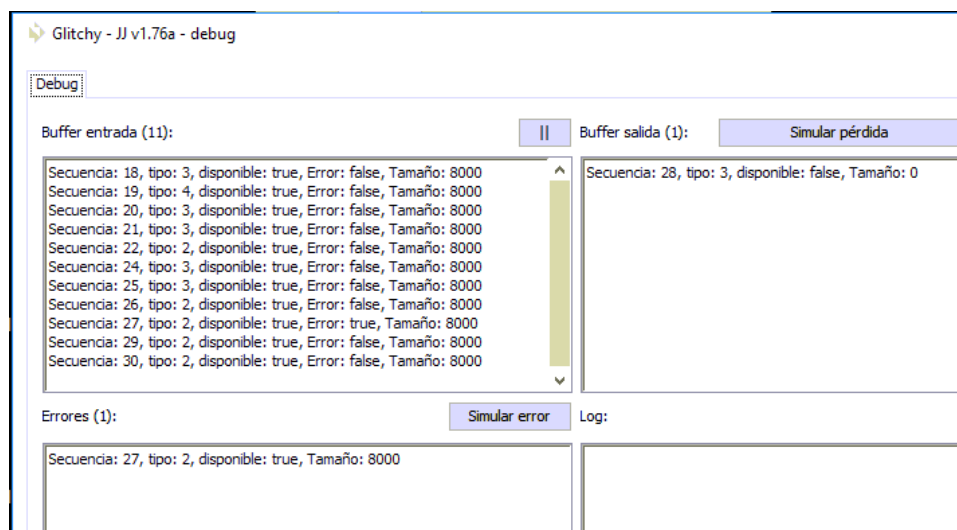 Glitchy - JJ v1.76a - debug
Debug
Buffer entrada (11):
||
Buffer salida (1):
Simular pérdida
Secuencia: 18, tipo: 3, disponible: true, Error: false, Tamaño: 8000
Secuencia: 19, tipo: 4, disponible: true, Error: false, Tamaño: 8000
Secuencia: 20, tipo: 3, disponible: true, Error: false, Tamaño: 8000
Secuencia: 21, tipo: 3, disponible: true, Error: false, Tamaño: 8000
Secuencia: 22, tipo: 2, disponible: true, Error: false, Tamaño: 8000
Secuencia: 24, tipo: 3, disponible: true, Error: false, Tamaño: 8000
Secuencia: 25, tipo: 3, disponible: true, Error: false, Tamaño: 8000
Secuencia: 26, tipo: 2, disponible: true, Error: false, Tamaño: 8000
Secuencia: 27, tipo: 2, disponible: true, Error: true, Tamaño: 8000
Secuencia: 29, tipo: 2, disponible: true, Error: false, Tamaño: 8000
Secuencia: 30, tipo: 2, disponible: true, Error: false, Tamaño: 8000
Secuencia: 28, tipo: 3, disponible: false, Tamaño: 0
Errores (1):
Simular error
Log:
Secuencia: 27, tipo: 2, disponible: true, Tamaño: 8000